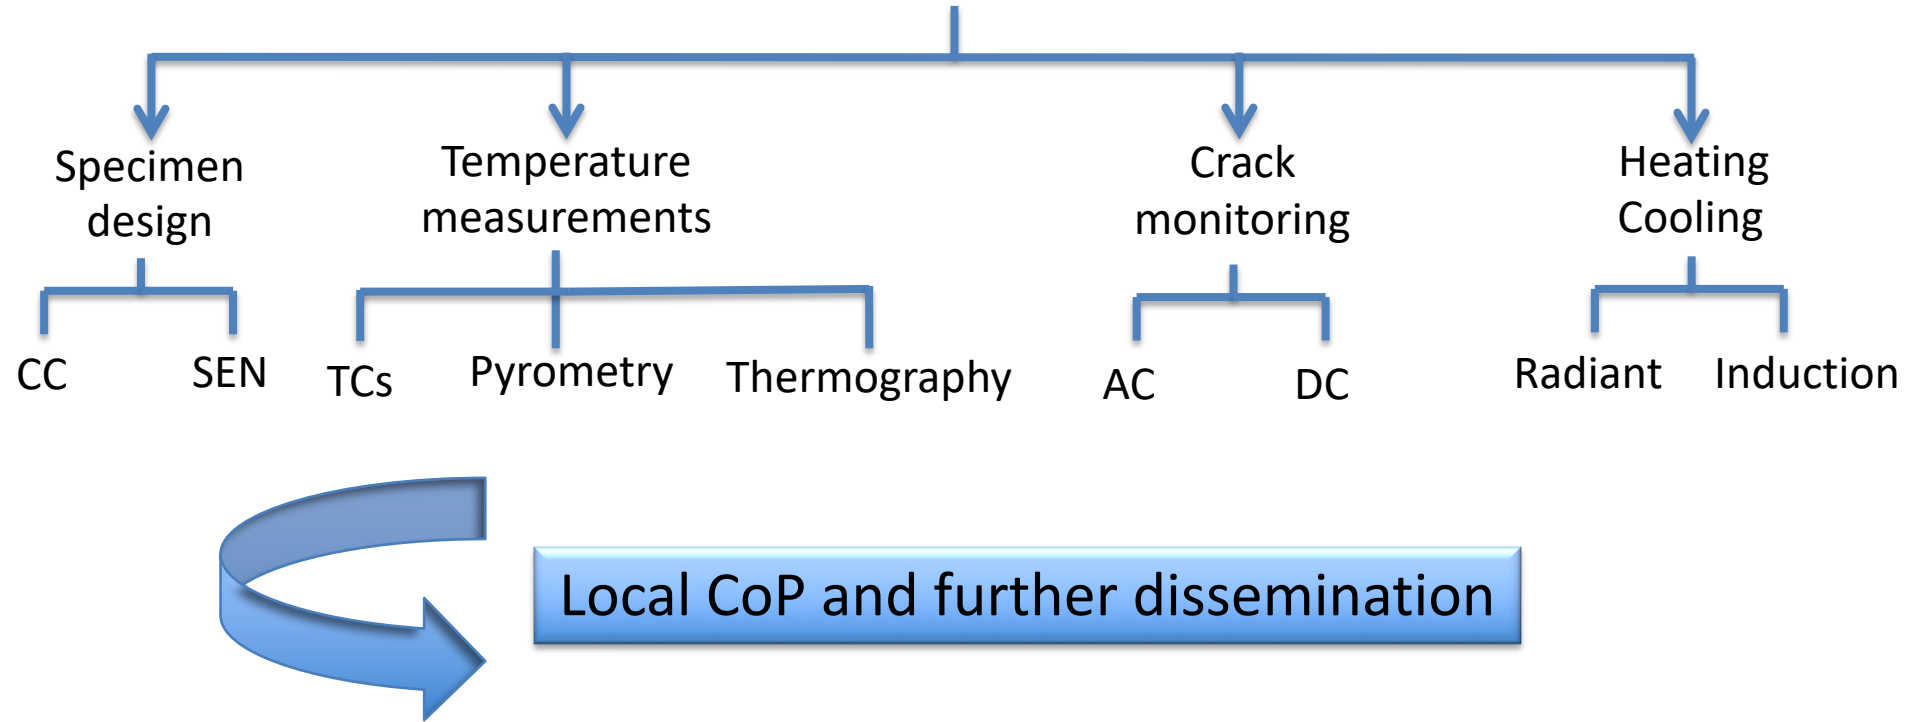 Specimen
design
Temperature
measurements
Crack
monitoring
Heating
Cooling
CC
SEN
TCs
Pyrometry
Thermography
AC
DC
Radiant
Induction
Local CoP and further dissemination